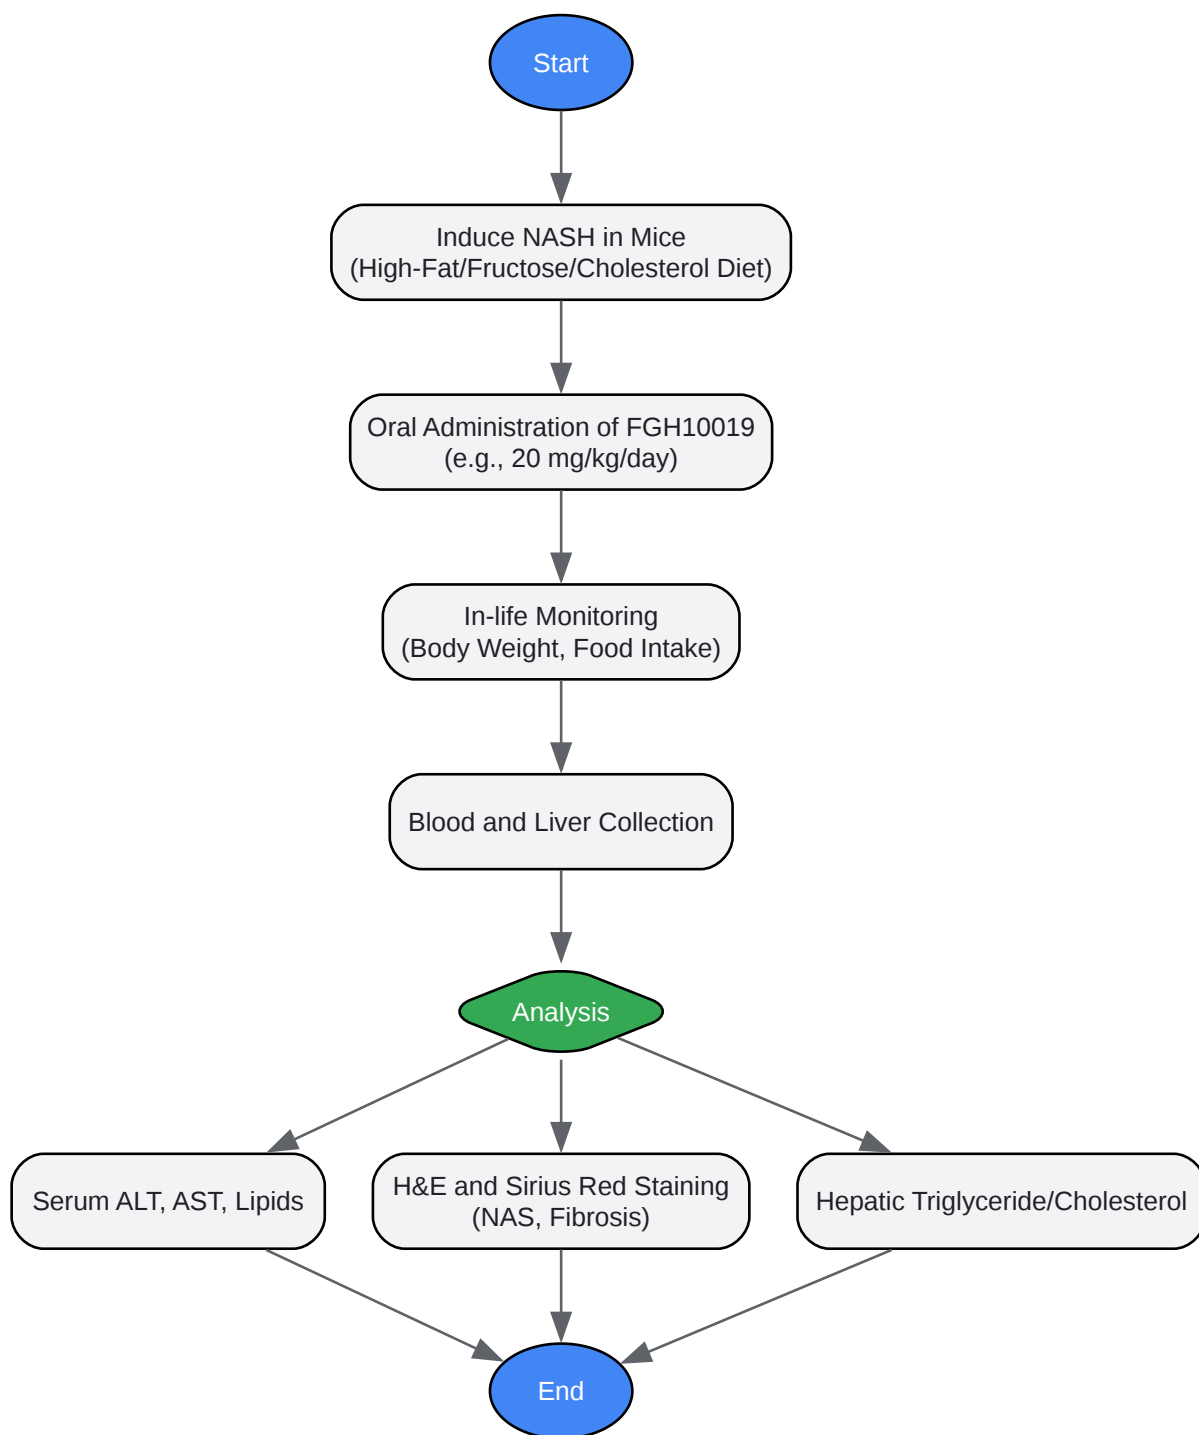 Start
Induce NASH in Mice
(High-Fat/Fructose/Cholesterol Diet)
Oral Administration of FGH10019
(e.g., 20 mg/kg/day)
In-life Monitoring
(Body Weight, Food Intake)
Blood and Liver Collection
Analysis
Serum ALT, AST, Lipids
H&E and Sirius Red Staining
(NAS, Fibrosis)
Hepatic Triglyceride/Cholesterol
End